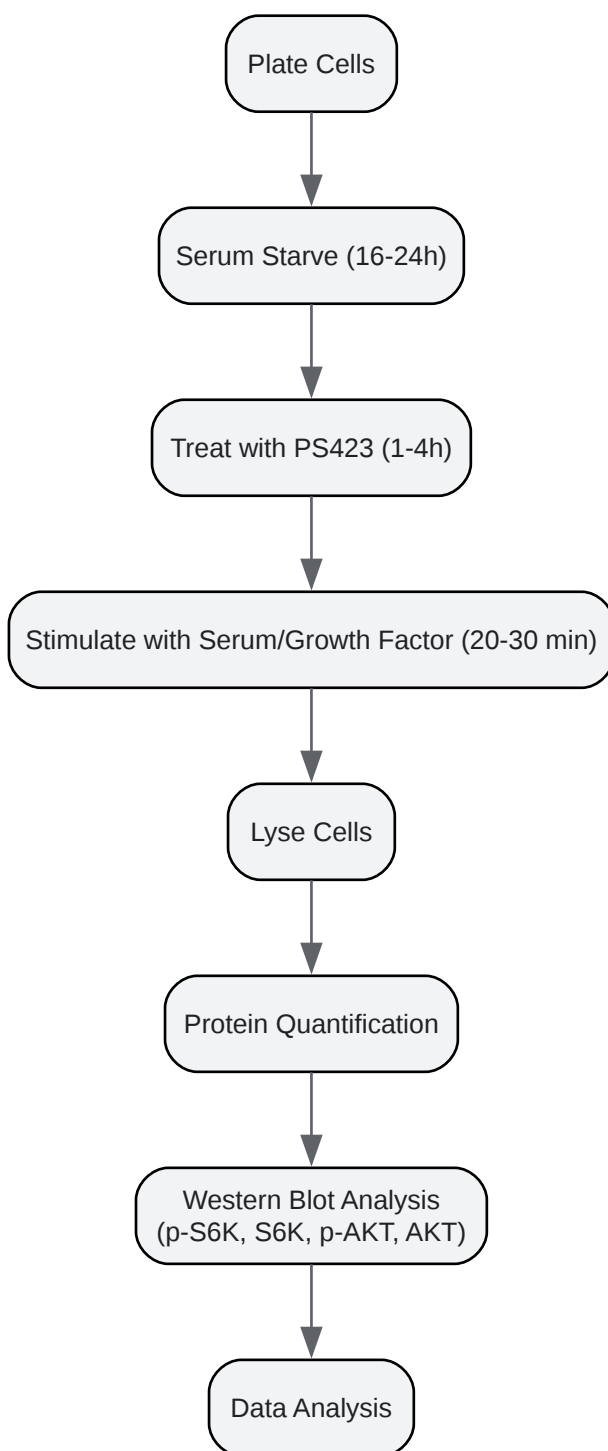 Plate Cells
Serum Starve (16-24h)
Treat with PS423 (1-4h)
Stimulate with Serum/Growth Factor (20-30 min)
Lyse Cells
Protein Quantification
Western Blot Analysis
(p-S6K, S6K, p-AKT, AKT)
Data Analysis